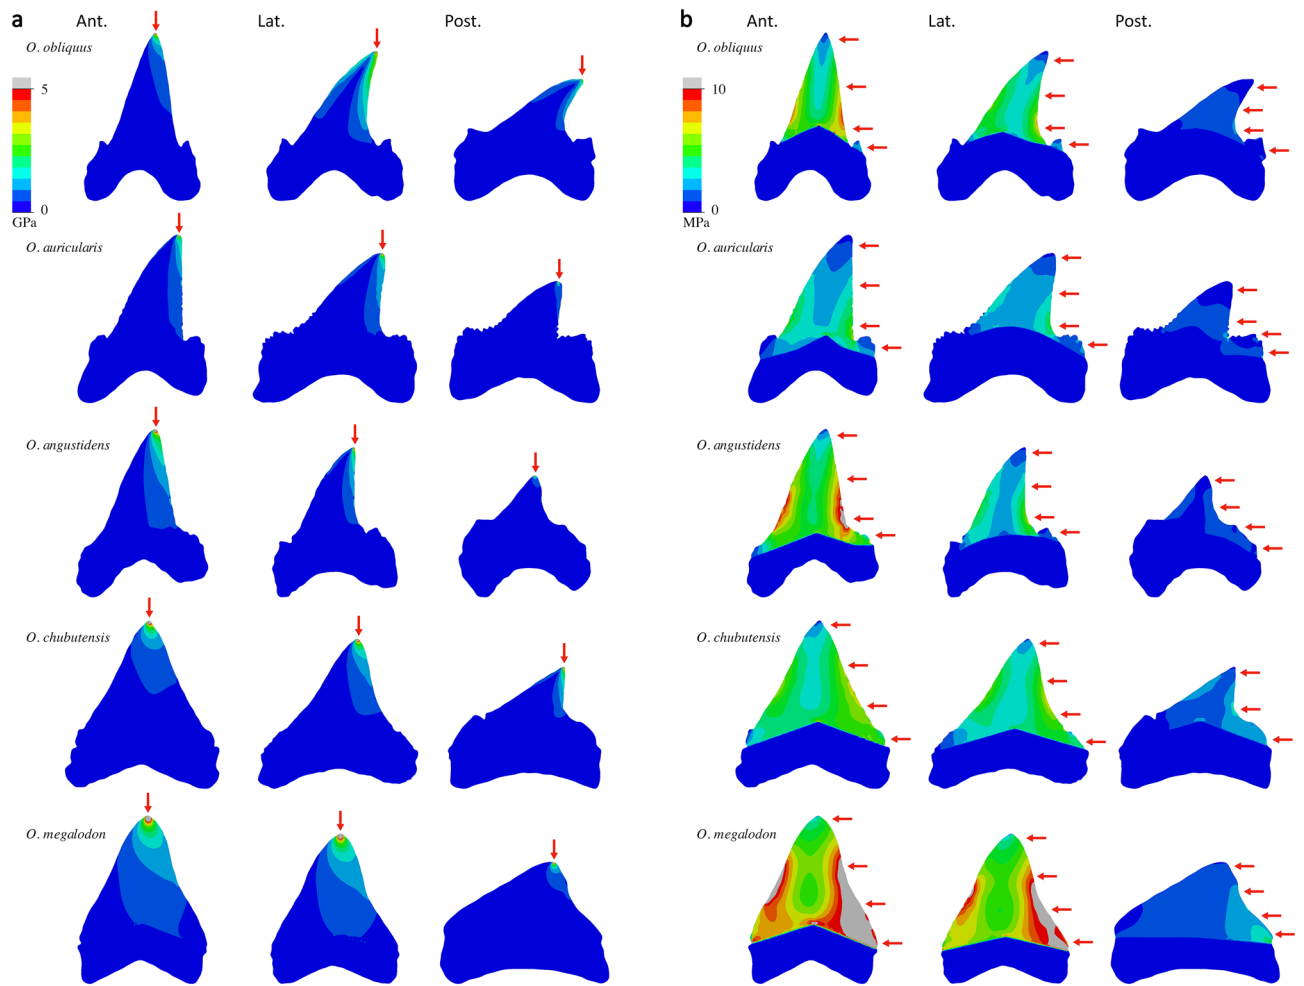 a Ant. Lat. Post.
O. obliquus
5
0
GPa
O. auricularis
O. angustidens
O. chubutensis
O. megalodon
b Ant. Lat. Post.
O. obliquus
10
0
MPa
O. auricularis
O. angustidens
O. chubutensis
O. megalodon